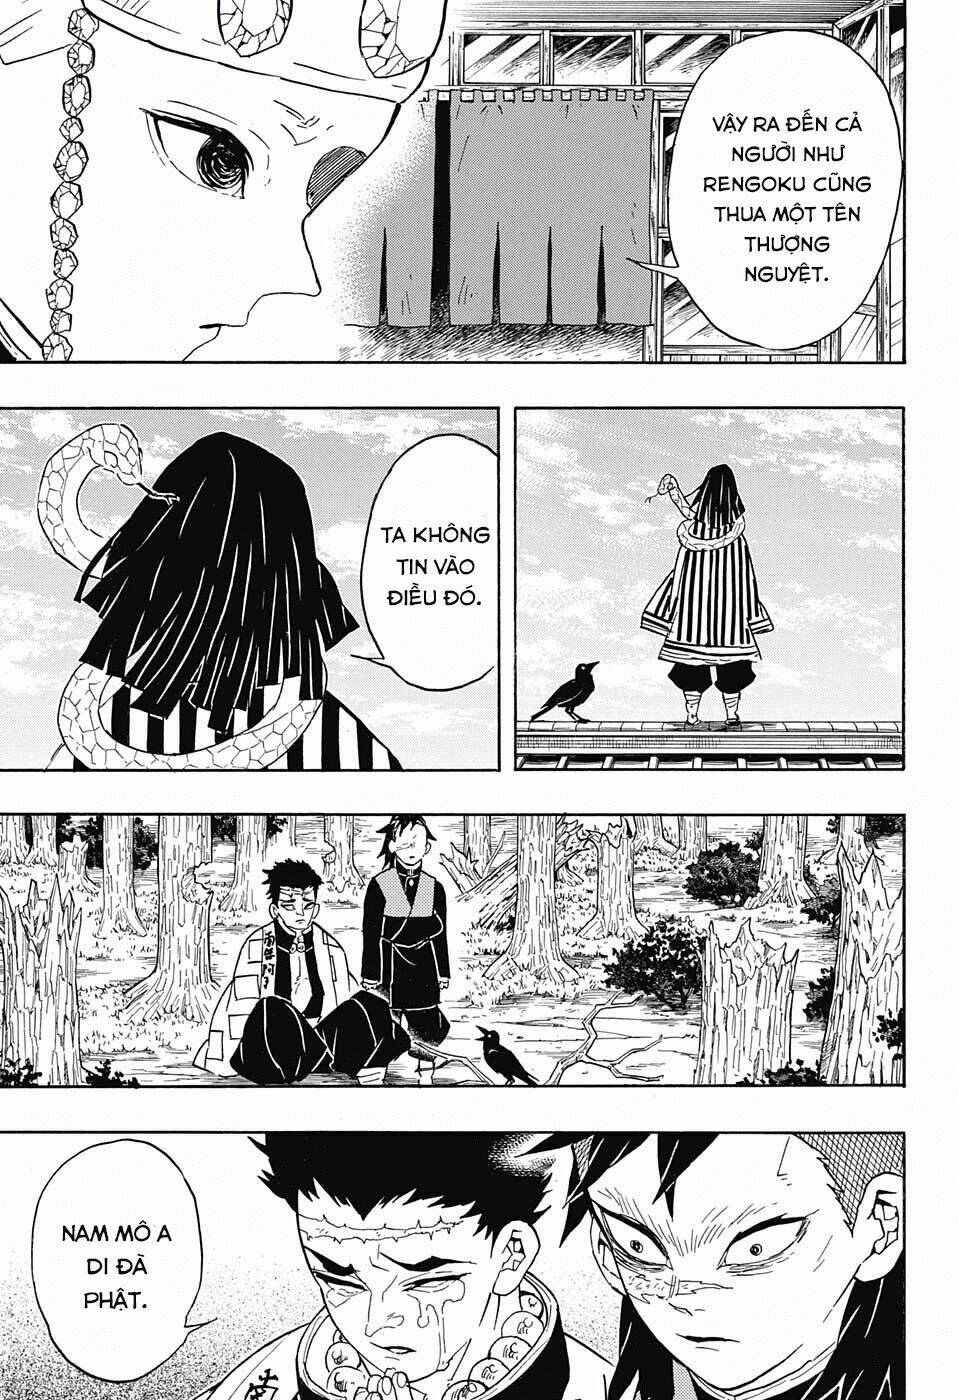 VẬY RA ĐẾN CẢ
NGƯỜI NHƯ
RENGOKU CŨNG
THUA MỘT TÊN
THƯỢNG
NGUYỆT.
TA KHÔNG
TIN VÀO
ĐIỀU ĐÓ.
NAM MÔ A
DI ĐÀ
PHẬT.